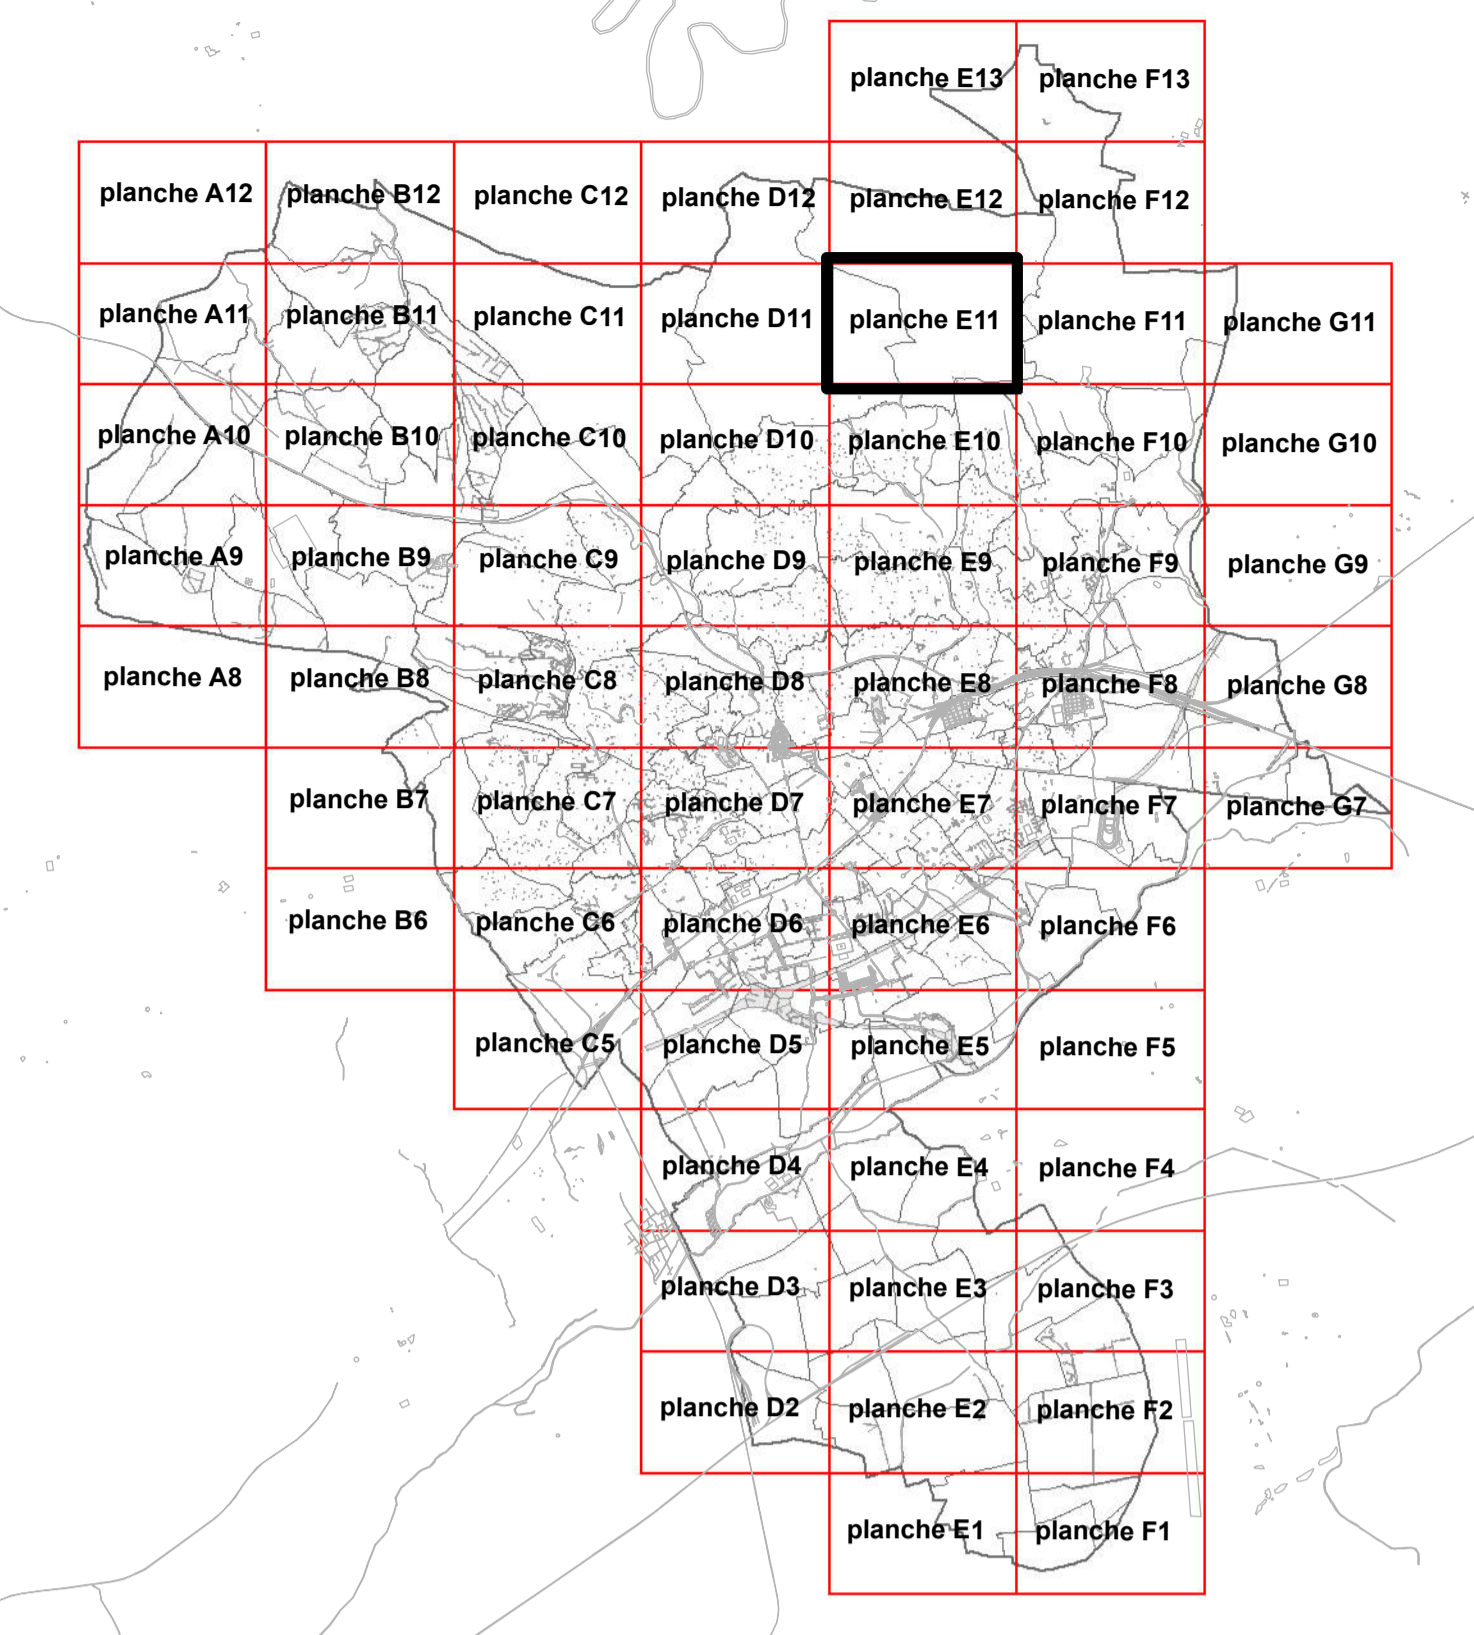 planche E13 planche F13
planche A12 planche B12 planche C12 planche D12 planche E12 planche F12
planche A11 planche B11 planche C11 planche D11 planche E11 planche F11 planche G11
planche A10 planche B10 planche C10 planche D10 planche E10 planche F10 planche G10
planche A9 planche B9 planche C9 planche D9 planche E9 planche F9 planche G9
planche A8 planche B8 planche C8 planche D8 planche E8 planche F8 planche G8
planche B7 planche C7 planche D7 planche E7 planche F7 planche G7
planche B6 planche C6 planche D6 planche E6 planche F6
planche C5 planche D5 planche E5 planche F5
planche D4 planche E4 planche F4
planche D3 planche E3 planche F3
planche D2 planche E2 planche F2
planche E1 planche F1